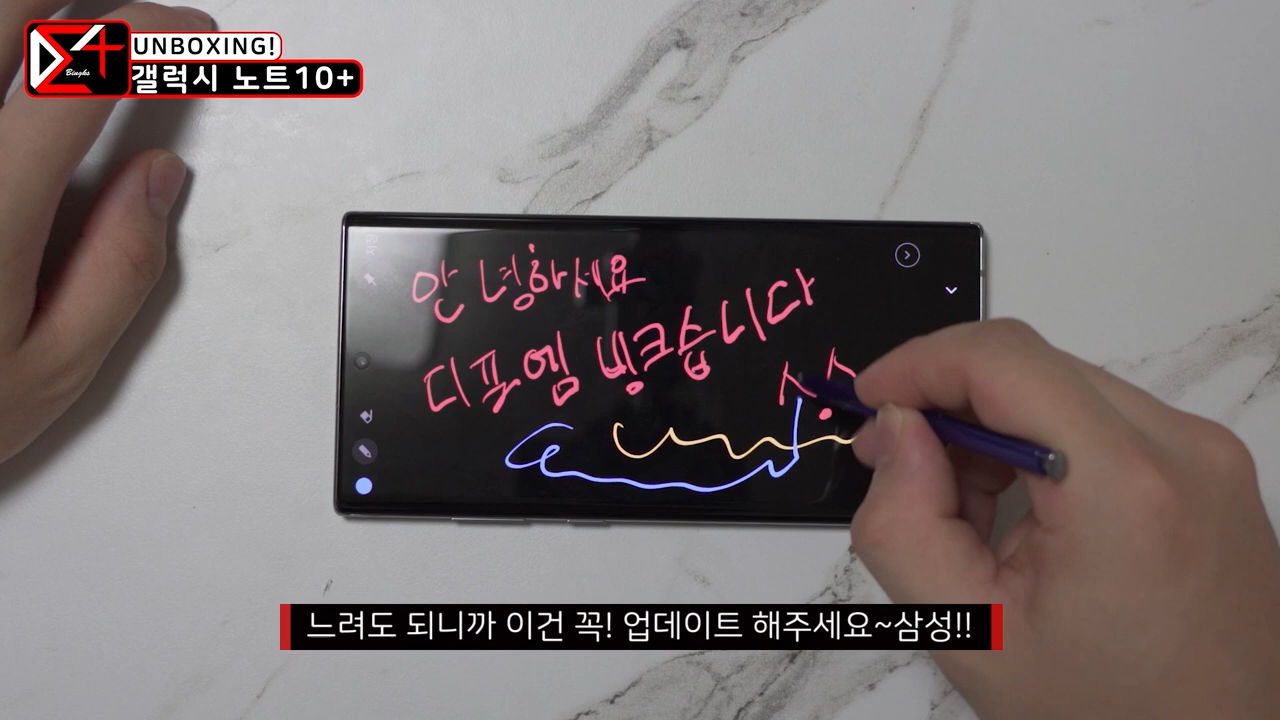 Bingks
UNBOXING!
갤럭시 노트10+
안녕하세요
디포엠 빙크습니다
느려도 되니까 이건 꼭! 업데이트 해주세요~삼성!!